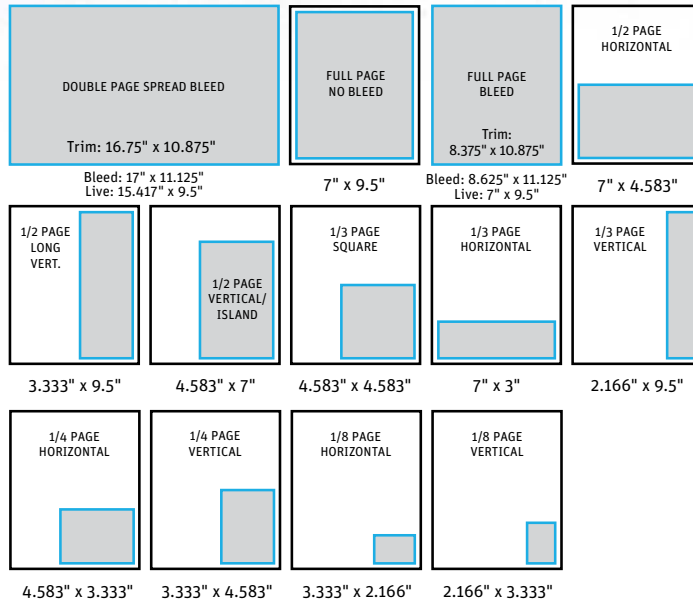 DOUBLE PAGE SPREAD BLEED
Trim: 16.75" x 10.875"
Bleed: 17" x 11.125"
Live: 15.417" x 9.5"
FULL PAGE
NO BLEED
7" x 9.5"
FULL PAGE
BLEED
Trim:
8.375" x 10.875"
Bleed: 8.625" x 11.125"
Live: 7" x 9.5"
1/2 PAGE
HORIZONTAL
7" x 4.583"
1/2 PAGE
LONG
VERT.
3.333" x 9.5"
1/2 PAGE
VERTICAL/
ISLAND
4.583" x 7"
1/3 PAGE
SQUARE
4.583" x 4.583"
1/3 PAGE
HORIZONTAL
7" x 3"
1/3 PAGE
VERTICAL
2.166" x 9.5"
1/4 PAGE
HORIZONTAL
4.583" x 3.333"
1/4 PAGE
VERTICAL
3.333" x 4.583"
1/8 PAGE
HORIZONTAL
3.333" x 2.166"
1/8 PAGE
VERTICAL
2.166" x 3.333"